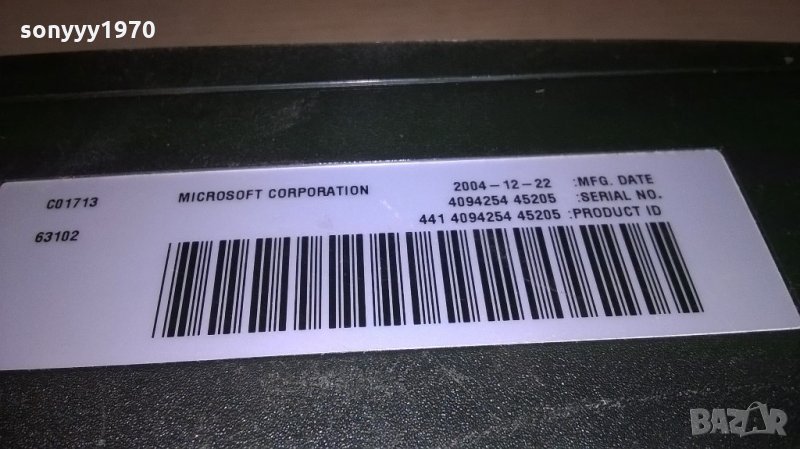 sonyyy1970
C01713 MICROSOFT CORPORATION 2004-12-22 :MFG. DATE
4094254 45205 :SERIAL NO.
63102 441 4094254 45205 :PRODUCT ID
BAZAR